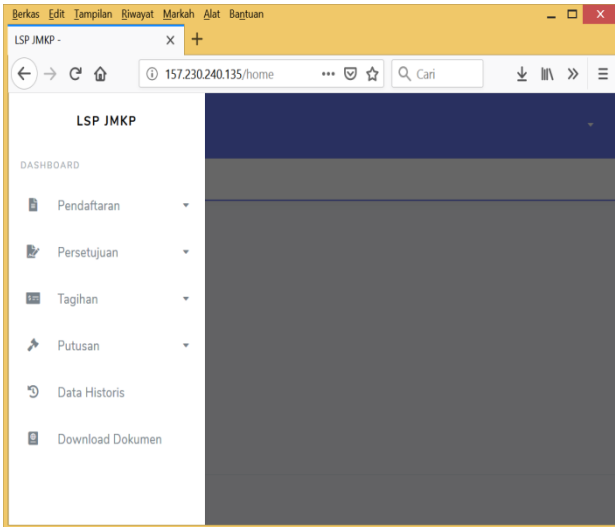 Berkas Edit Tampilan Riwayat Markah Alat Bantuan
LSP JMKP -
157.230.240.135/home
Cari
LSP JMKP
DASHBOARD
Pendaftaran
Persetujuan
Tagihan
Putusan
Data Historis
Download Dokumen